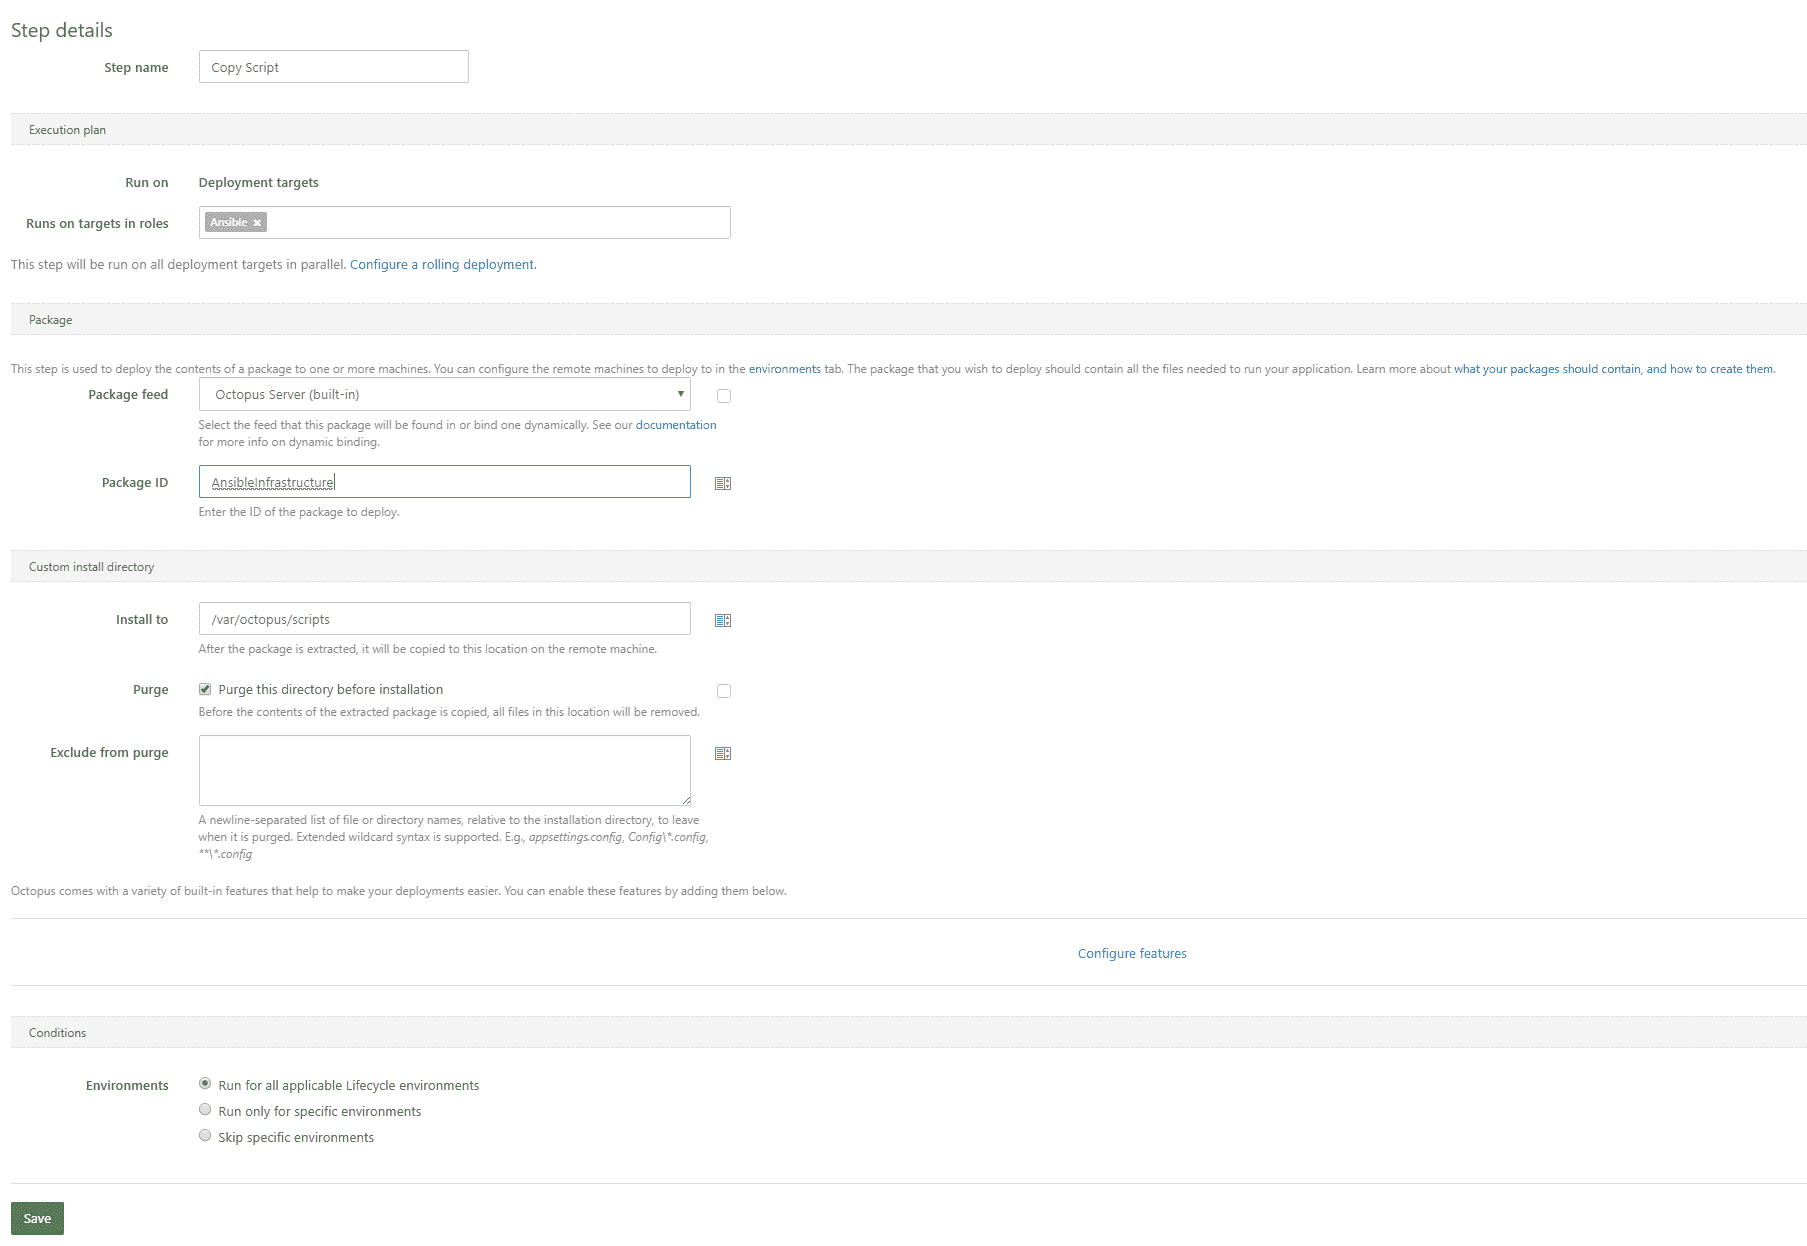 Step details
Step name Copy Script
Execution plan
Run on Deployment targets
Runs on targets in roles Ansible ×
This step will be run on all deployment targets in parallel. Configure a rolling deployment.
Package
This step is used to deploy the contents of a package to one or more machines. You can configure the remote machines to deploy to in the environments tab. The package that you wish to deploy should contain all the files needed to run your application. Learn more about what your packages should contain, and how to create them.
Package feed Octopus Server (built-in)
Select the feed that this package will be found in or bind one dynamically. See our documentation
for more info on dynamic binding.
Package ID AnsibleInfrastructure
Enter the ID of the package to deploy.
Custom install directory
Install to /var/octopus/scripts
After the package is extracted, it will be copied to this location on the remote machine.
Purge Purge this directory before installation
Before the contents of the extracted package is copied, all files in this location will be removed.
Exclude from purge
A newline-separated list of file or directory names, relative to the installation directory, to leave
when it is purged. Extended wildcard syntax is supported. E.g., appsettings.config, Config\*.config,
**\*.config
Octopus comes with a variety of built-in features that help to make your deployments easier. You can enable these features by adding them below.
Configure features
Conditions
Environments Run for all applicable Lifecycle environments
Run only for specific environments
Skip specific environments
Save